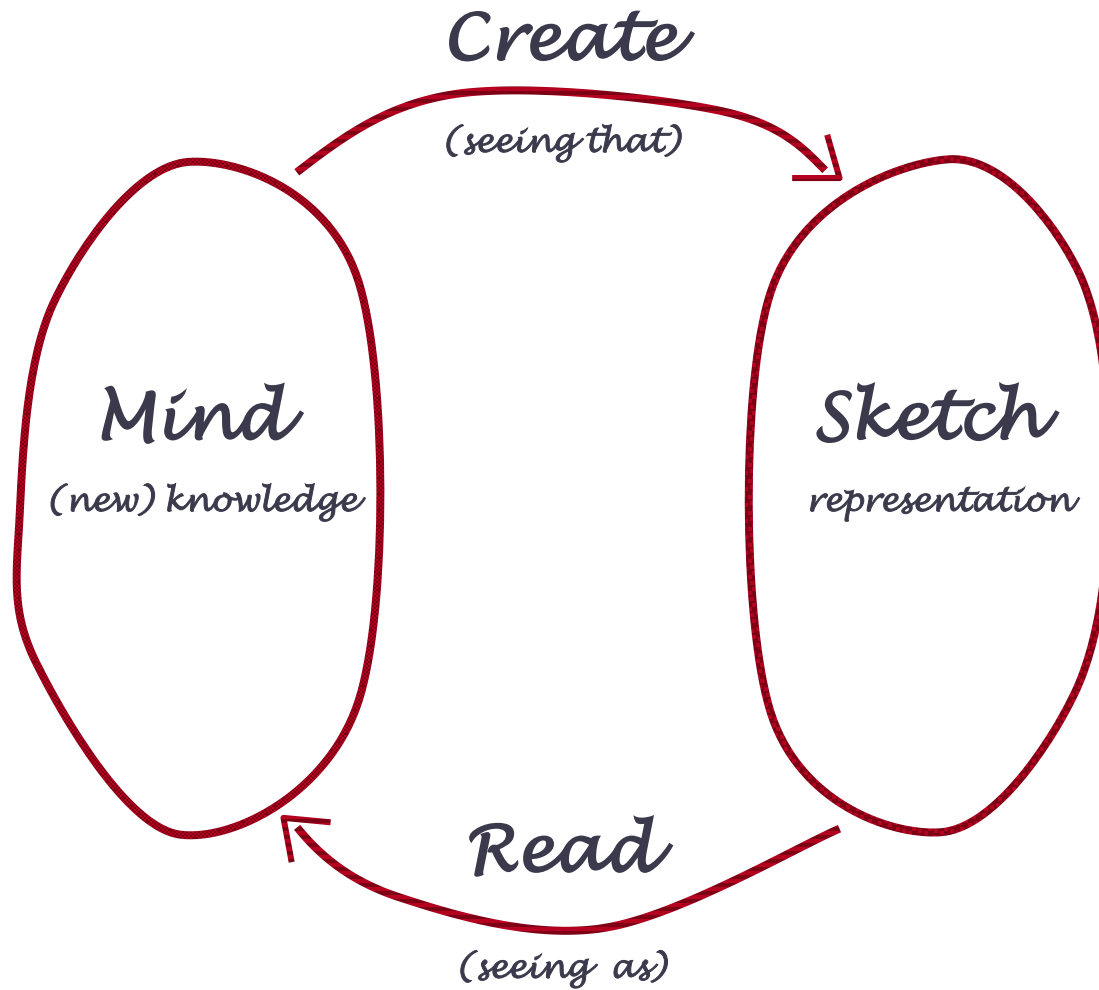 Create
(seeing that)
Mind
(new) knowledge
Sketch
representation
Read
(seeing as)